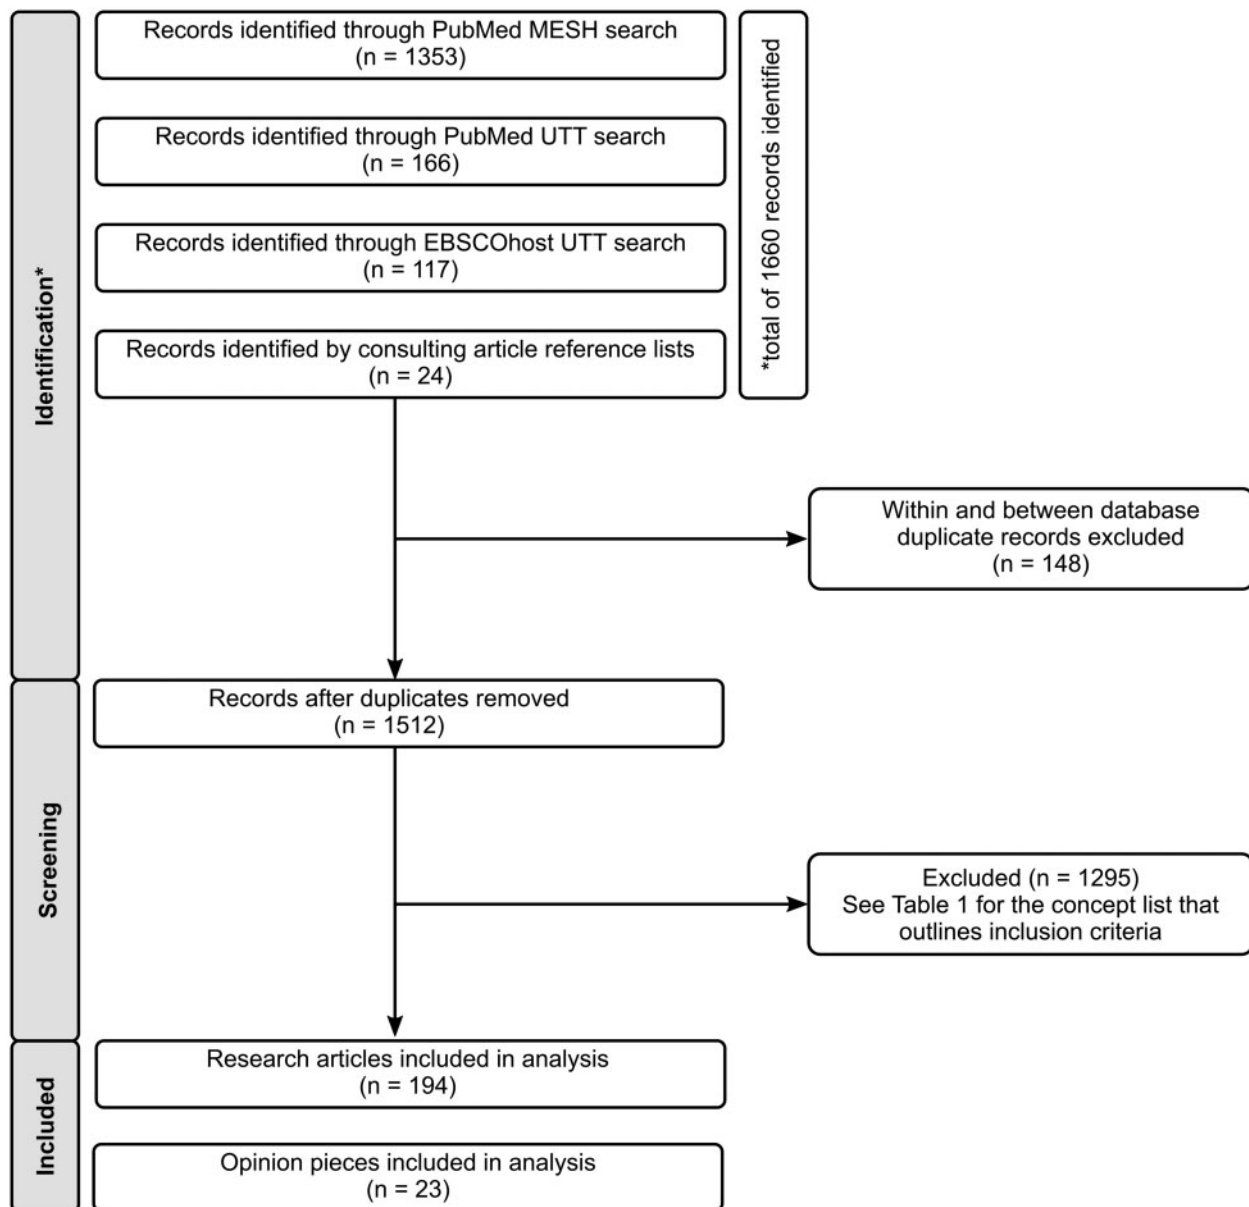 Identification*
Records identified through PubMed MESH search
(n = 1353)
Records identified through PubMed UTT search
(n = 166)
Records identified through EBSCOhost UTT search
(n = 117)
Records identified by consulting article reference lists
(n = 24)
*total of 1660 records identified
Within and between database
duplicate records excluded
(n = 148)
Screening
Records after duplicates removed
(n = 1512)
Excluded (n = 1295)
See Table 1 for the concept list that
outlines inclusion criteria
Included
Research articles included in analysis
(n = 194)
Opinion pieces included in analysis
(n = 23)